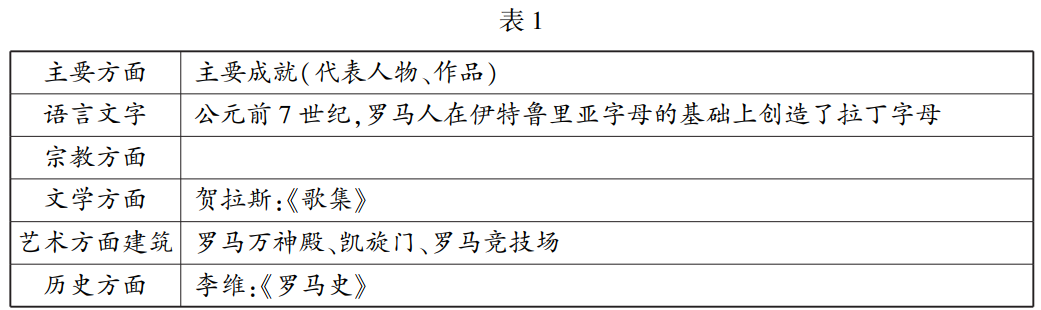 表 1
主要方面 主要成就(代表人物、作品)
语言文字 公元前 7 世纪,罗马人在伊特鲁里亚字母的基础上创造了拉丁字母
宗教方面
文学方面 贺拉斯:《歌集》
艺术方面建筑 罗马万神殿、凯旋门、罗马竞技场
历史方面 李维:《罗马史》